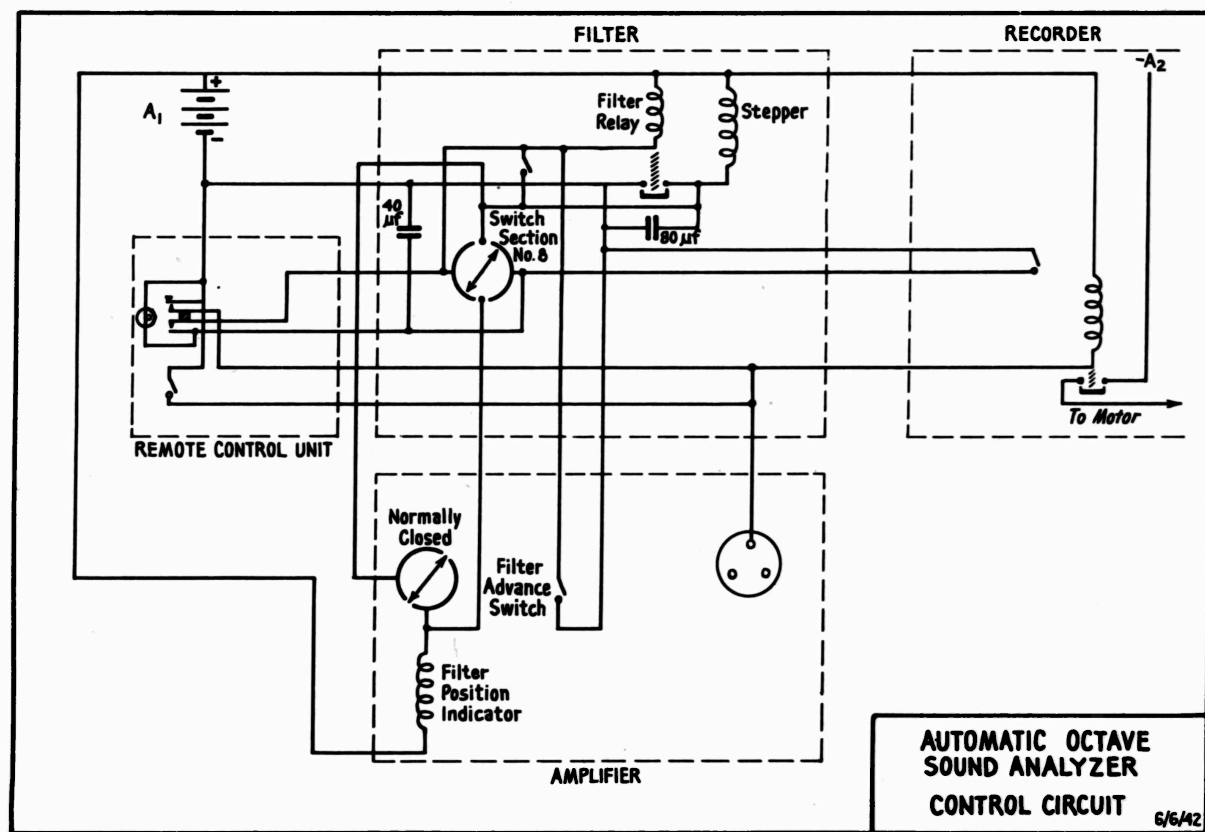 FILTER
RECORDER
-A2
+
A1
-
Filter
Relay
Stepper
40
μf
Switch
Section
No. 8
80 μf
REMOTE CONTROL UNIT
To Motor
Normally
Closed
Filter
Advance
Switch
Filter
Position
Indicator
AMPLIFIER
AUTOMATIC OCTAVE
SOUND ANALYZER
CONTROL CIRCUIT
6/6/42